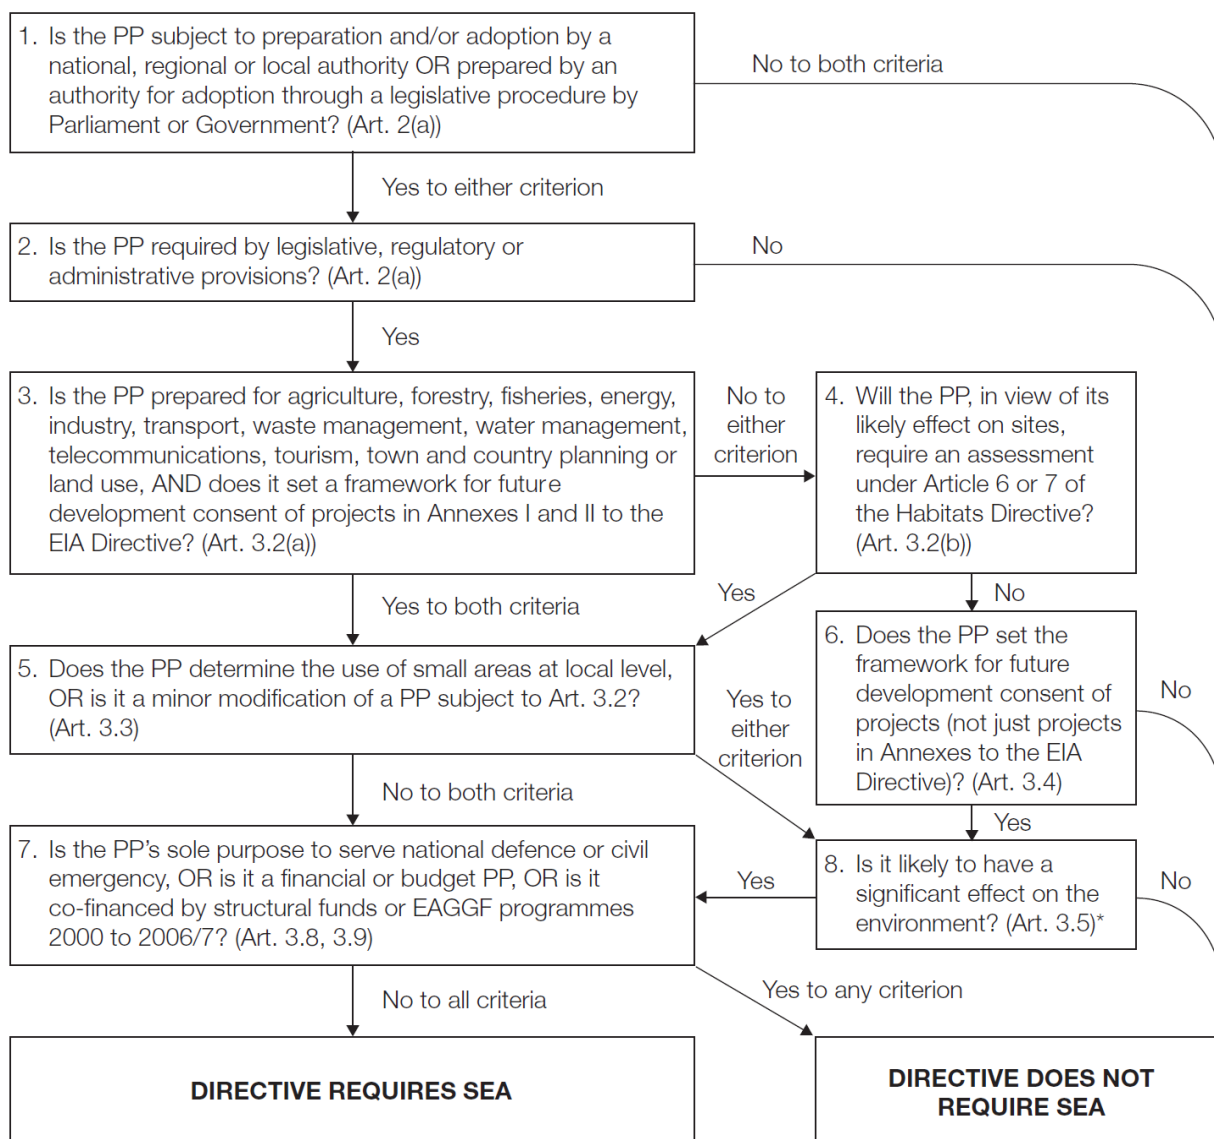 1. Is the PP subject to preparation and/or adoption by a
national, regional or local authority OR prepared by an
authority for adoption through a legislative procedure by
Parliament or Government? (Art. 2(a))
No to both criteria
Yes to either criterion
2. Is the PP required by legislative, regulatory or
administrative provisions? (Art. 2(a))
No
Yes
3. Is the PP prepared for agriculture, forestry, fisheries, energy,
industry, transport, waste management, water management,
telecommunications, tourism, town and country planning or
land use, AND does it set a framework for future
development consent of projects in Annexes I and II to the
EIA Directive? (Art. 3.2(a))
No to
either
criterion
4. Will the PP, in view of its
likely effect on sites,
require an assessment
under Article 6 or 7 of
the Habitats Directive?
(Art. 3.2(b))
Yes to both criteria
Yes
No
5. Does the PP determine the use of small areas at local level,
OR is it a minor modification of a PP subject to Art. 3.2?
(Art. 3.3)
Yes to
either
criterion
6. Does the PP set the
framework for future
development consent of
projects (not just projects
in Annexes to the EIA
Directive)? (Art. 3.4)
No
No to both criteria
Yes
7. Is the PP's sole purpose to serve national defence or civil
emergency, OR is it a financial or budget PP, OR is it
co-financed by structural funds or EAGGF programmes
2000 to 2006/7? (Art. 3.8, 3.9)
Yes
8. Is it likely to have a
significant effect on the
environment? (Art. 3.5)*
No
No to all criteria
Yes to any criterion
DIRECTIVE REQUIRES SEA
DIRECTIVE DOES NOT
REQUIRE SEA